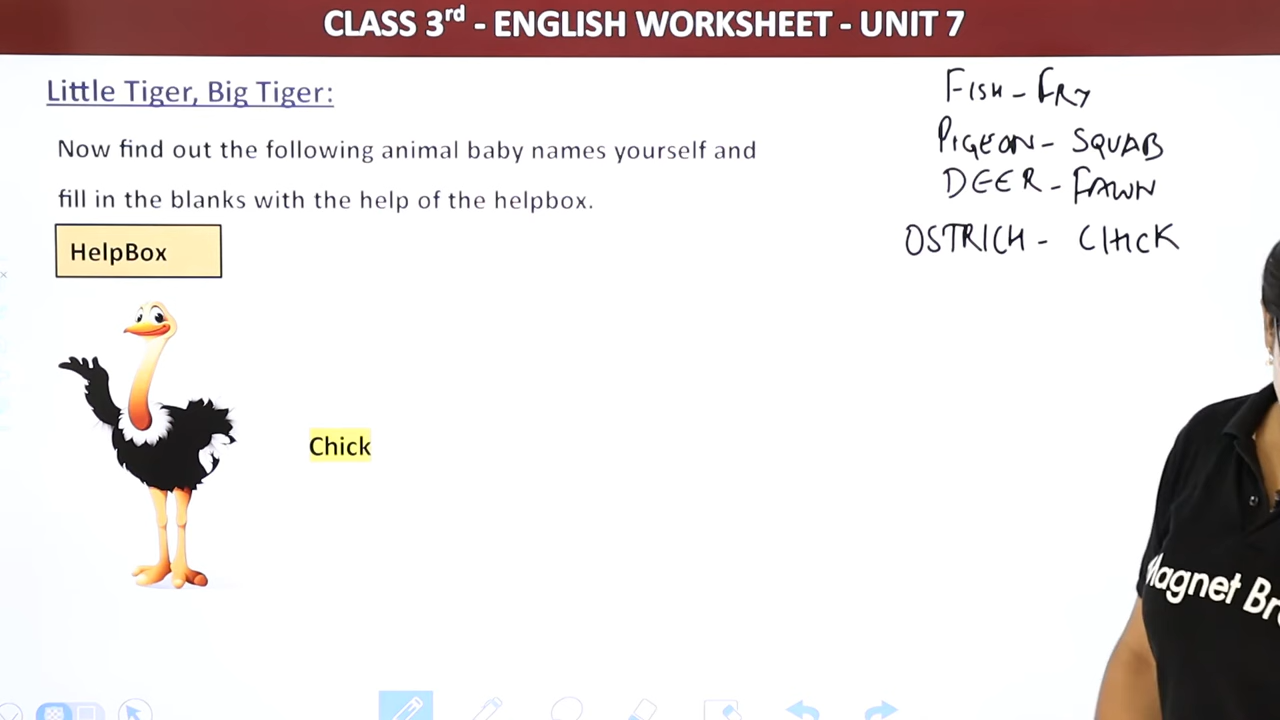 CLASS 3rd - ENGLISH WORKSHEET - UNIT 7
Little Tiger, Big Tiger:
Now find out the following animal baby names yourself and
fill in the blanks with the help of the helpbox.
HelpBox
Chick
FISH - FRY
PIGEON - SQUAB
DEER - FAWN
OSTRICH - CHICK
Magnet Br